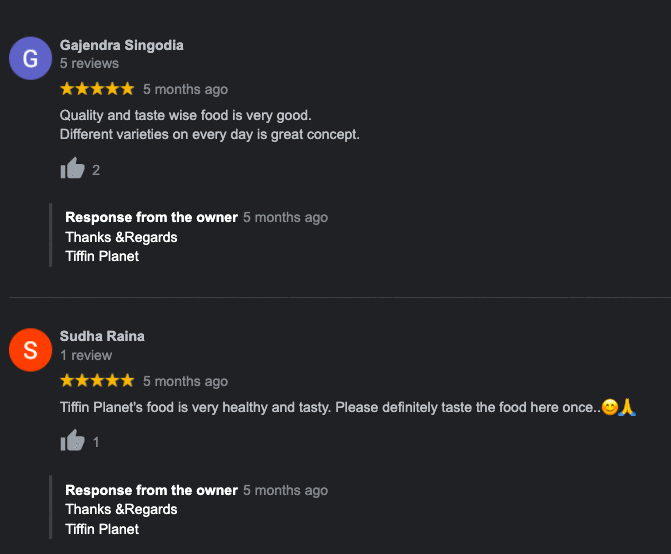 G
Gajendra Singodia
5 reviews
★★★★★ 5 months ago
Quality and taste wise food is very good.
Different varieties on every day is great concept.
2
Response from the owner 5 months ago
Thanks &Regards
Tiffin Planet
S
Sudha Raina
1 review
★★★★★ 5 months ago
Tiffin Planet's food is very healthy and tasty. Please definitely taste the food here once..😊🙏
1
Response from the owner 5 months ago
Thanks &Regards
Tiffin Planet